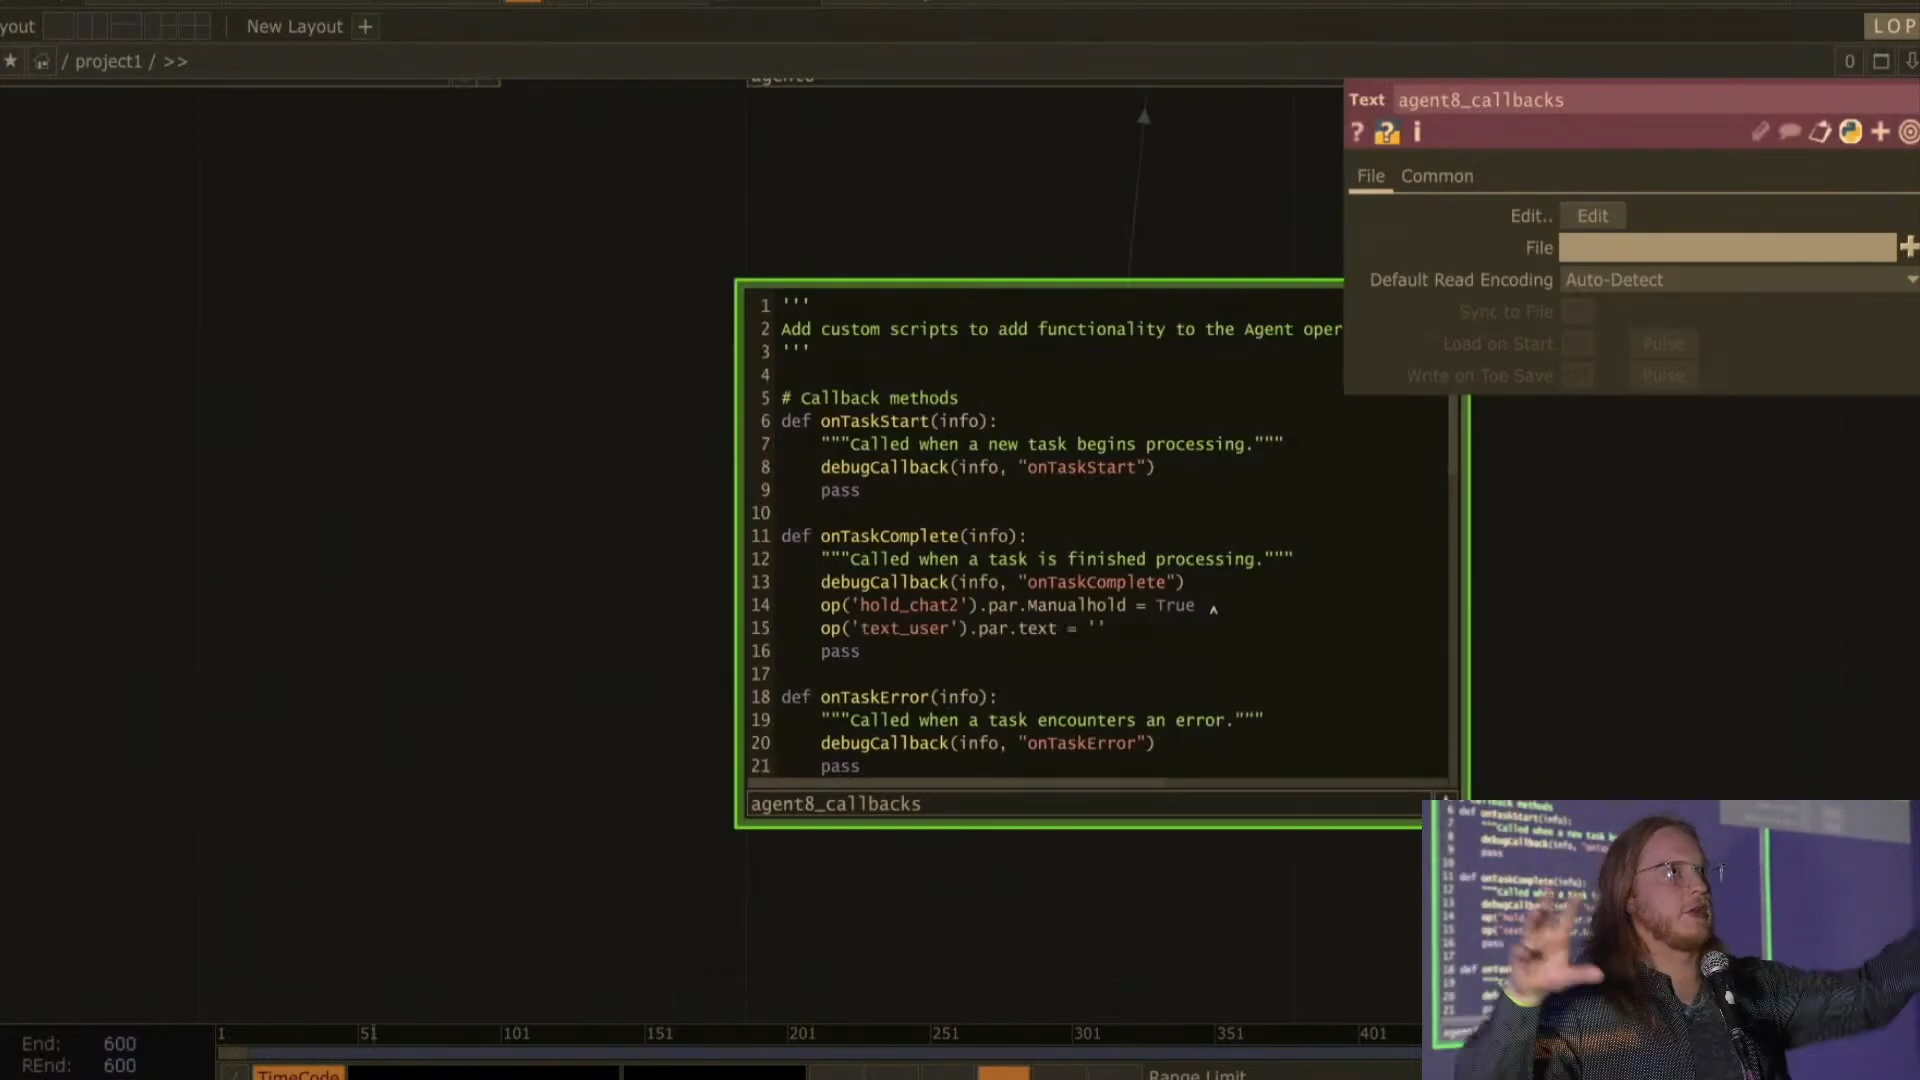 yout New Layout + LOP
/ project1 / >> 0
agent8
Text agent8_callbacks
? ? i
File Common
Edit.. Edit
File
Default Read Encoding Auto-Detect
Sync to File
Load on Start Pulse
Write on Toe Save Pulse
1 '''
2 Add custom scripts to add functionality to the Agent oper
3 '''
4
5 # Callback methods
6 def onTaskStart(info):
7 """Called when a new task begins processing."""
8 debugCallback(info, "onTaskStart")
9 pass
10
11 def onTaskComplete(info):
12 """Called when a task is finished processing."""
13 debugCallback(info, "onTaskComplete")
14 op('hold_chat2').par.Manualhold = True
15 op('text_user').par.text = ''
16 pass
17
18 def onTaskError(info):
19 """Called when a task encounters an error."""
20 debugCallback(info, "onTaskError")
21 pass
agent8_callbacks
1 51 101 151 201 251 301 351 401
End: 600
REnd: 600
TimeCode Range Limit